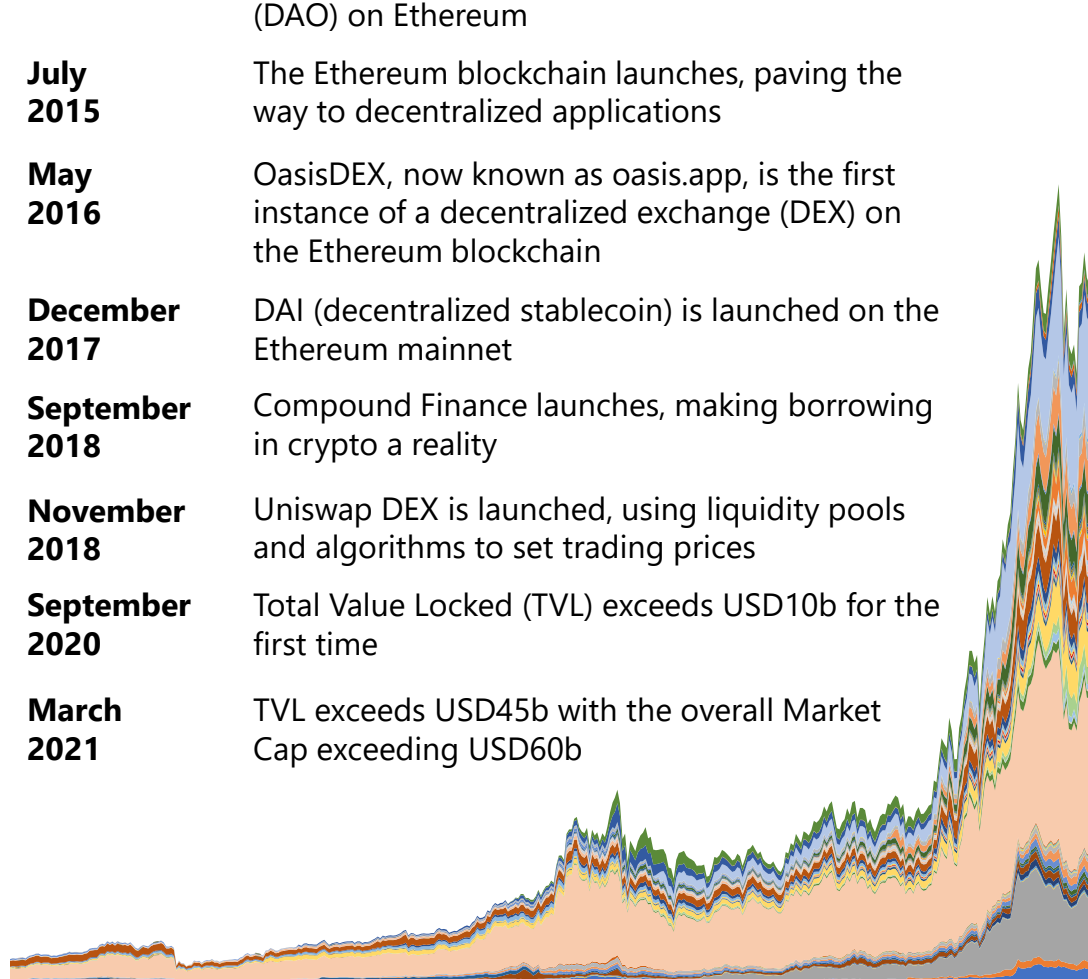 (DAO) on Ethereum
July
2015
The Ethereum blockchain launches, paving the
way to decentralized applications
May
2016
OasisDEX, now known as oasis.app, is the first
instance of a decentralized exchange (DEX) on
the Ethereum blockchain
December
2017
DAI (decentralized stablecoin) is launched on the
Ethereum mainnet
September
2018
Compound Finance launches, making borrowing
in crypto a reality
November
2018
Uniswap DEX is launched, using liquidity pools
and algorithms to set trading prices
September
2020
Total Value Locked (TVL) exceeds USD10b for the
first time
March
2021
TVL exceeds USD45b with the overall Market
Cap exceeding USD60b